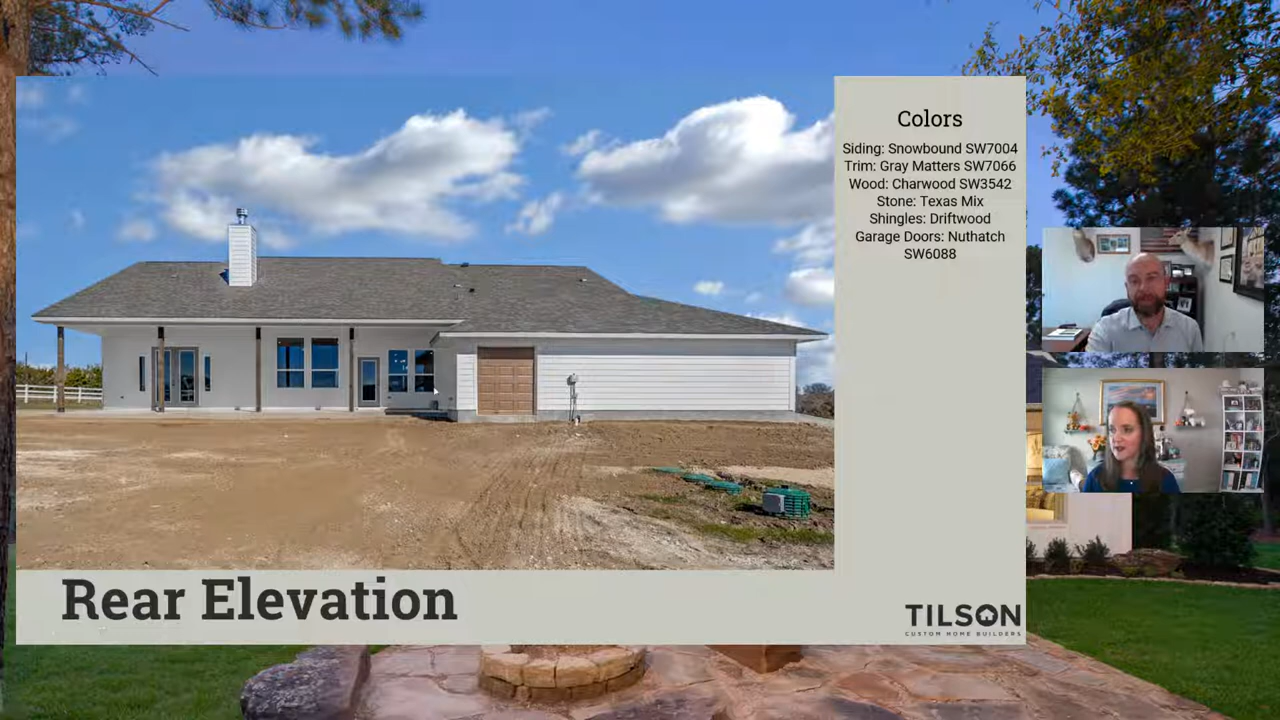 Colors
Siding: Snowbound SW7004
Trim: Gray Matters SW7066
Wood: Charwood SW3542
Stone: Texas Mix
Shingles: Driftwood
Garage Doors: Nuthatch
SW6088
Rear Elevation
TILSON
CUSTOM HOME BUILDERS